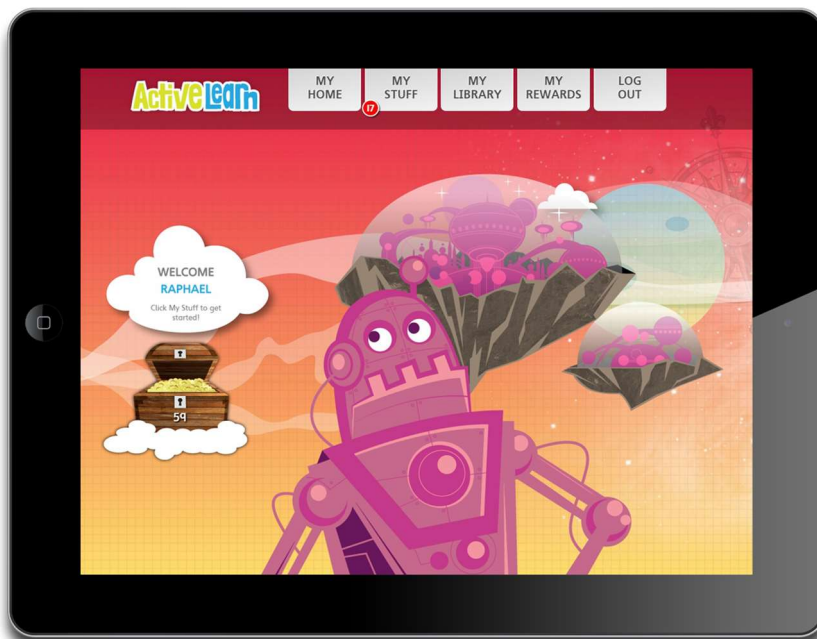 ActiveLearn
MY
HOME
MY
STUFF
17
MY
LIBRARY
MY
REWARDS
LOG
OUT
WELCOME
RAPHAEL
Click My Stuff to get
started!
59